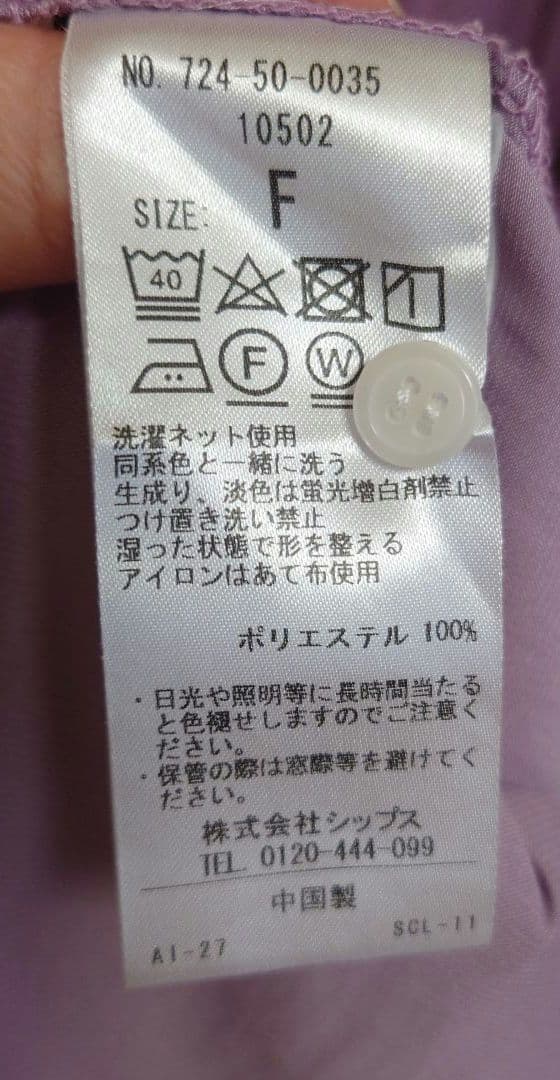 NO. 724-50-0035
10502
SIZE: F
40
F W
洗濯ネット使用
同系色と一緒に洗う
生成り、淡色は蛍光増白剤禁止
つけ置き洗い禁止
湿った状態で形を整える
アイロンはあて布使用
ポリエステル 100%
・日光や照明等に長時間当たる
と色褪せしますのでご注意く
ださい。
・保管の際は窓際等を避けてく
ださい。
株式会社シップス
TEL. 0120-444-099
中国製
AI-27 SCL-11